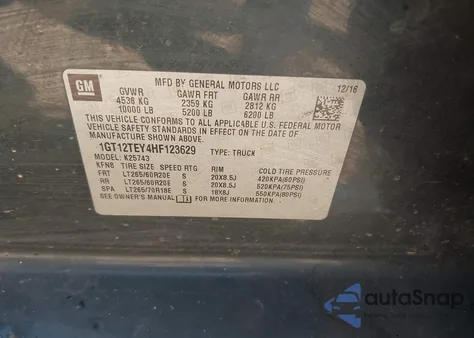 GM
MFD BY GENERAL MOTORS LLC 12/16
GVWR GAWR FRT GAWR RR
4536 KG 2359 KG 2812 KG
10000 LB 5200 LB 6200 LB
THIS VEHICLE CONFORMS TO ALL APPLICABLE U.S. FEDERAL MOTOR
VEHICLE SAFETY STANDARDS IN EFFECT ON THE DATE OF
MANUFACTURE SHOWN ABOVE.
1GT12TEY4HF123629 TYPE: TRUCK
MODEL: K25743
KFN8 TIRE SIZE SPEED RTG RIM COLD TIRE PRESSURE
FRT LT265/60R20E S 20X8.5J 420KPA(60PSI)
RR LT265/60R20E S 20X8.5J 520KPA(75PSI)
SPA LT265/70R18E S 18X8J 550KPA(80PSI)
SEE OWNER'S MANUAL FOR MORE INFORMATION
autoSnap